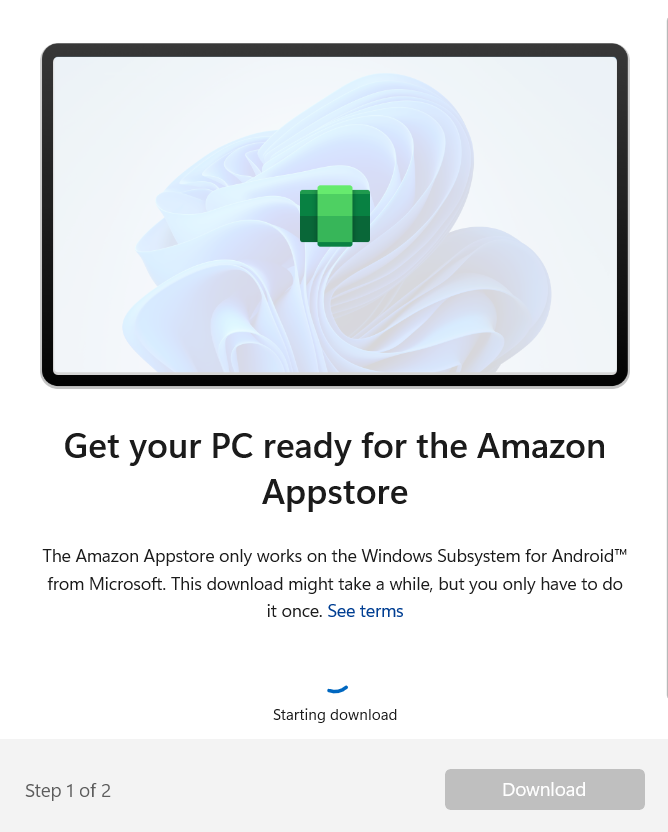 Get your PC ready for the Amazon
Appstore
The Amazon Appstore only works on the Windows Subsystem for Android™
from Microsoft. This download might take a while, but you only have to do
it once. See terms
Starting download
Step 1 of 2
Download